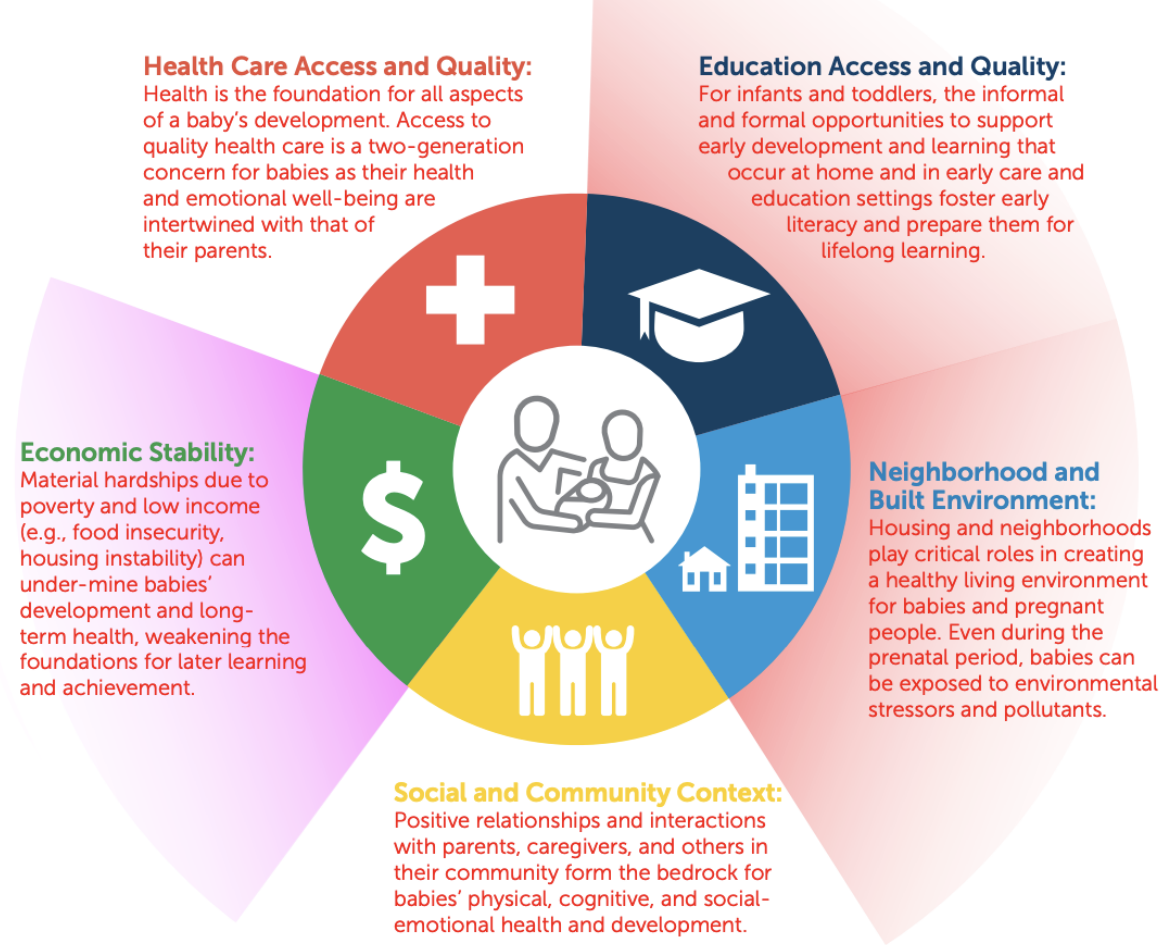 Health Care Access and Quality:
Health is the foundation for all aspects
of a baby's development. Access to
quality health care is a two-generation
concern for babies as their health
and emotional well-being are
intertwined with that of
their parents.
Education Access and Quality:
For infants and toddlers, the informal
and formal opportunities to support
early development and learning that
occur at home and in early care and
education settings foster early
literacy and prepare them for
lifelong learning.
Economic Stability:
Material hardships due to
poverty and low income
(e.g., food insecurity,
housing instability) can
under-mine babies'
development and long-
term health, weakening the
foundations for later learning
and achievement.
$
Neighborhood and
Built Environment:
Housing and neighborhoods
play critical roles in creating
a healthy living environment
for babies and pregnant
people. Even during the
prenatal period, babies can
be exposed to environmental
stressors and pollutants.
Social and Community Context:
Positive relationships and interactions
with parents, caregivers, and others in
their community form the bedrock for
babies' physical, cognitive, and social-
emotional health and development.